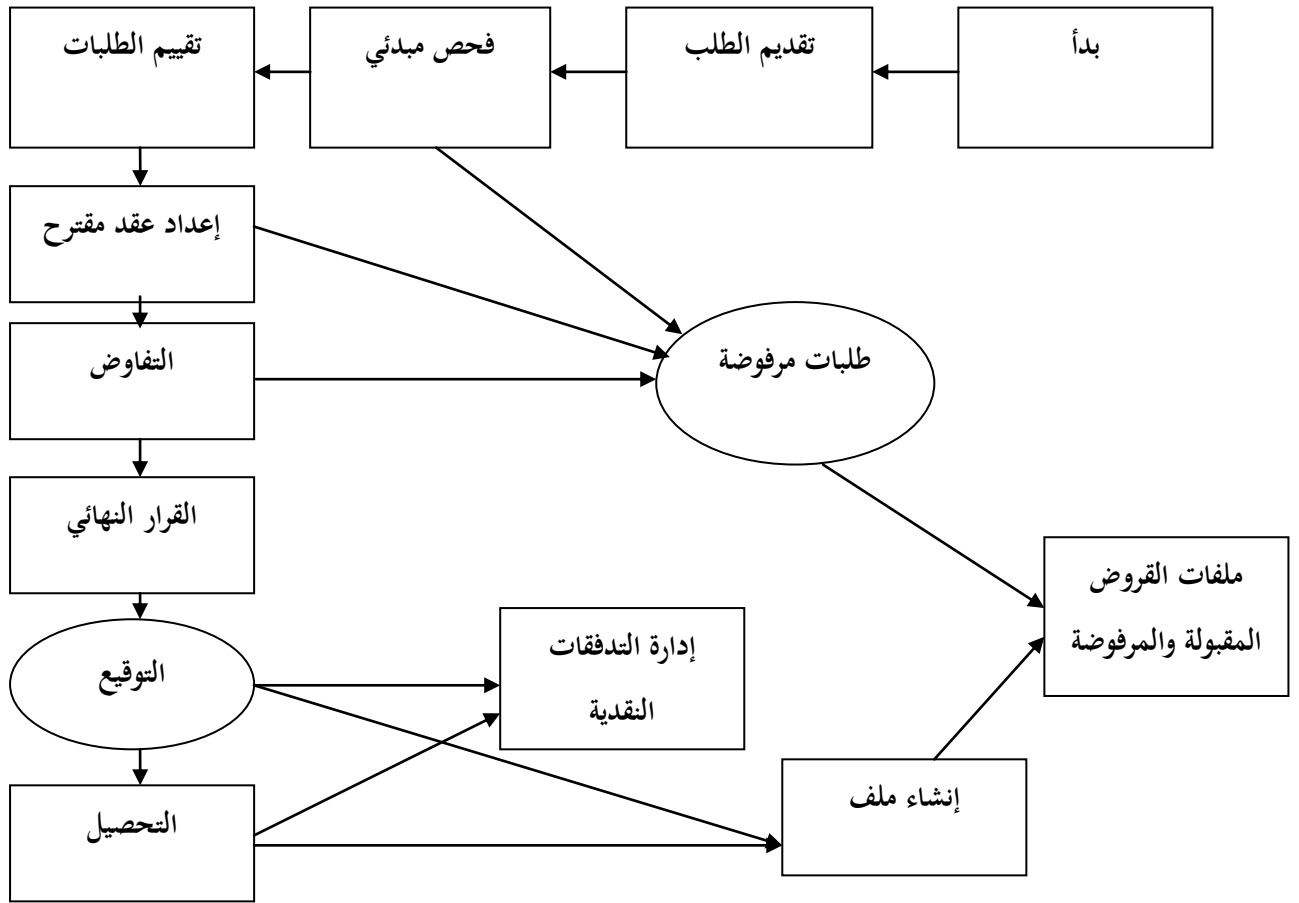 بدأ
تقديم الطلب
فحص مبدئي
تقييم الطلبات
إعداد عقد مقترح
التفاوض
طلبات مرفوضة
القرار النهائي
ملفات القروض
المقبولة والمرفوضة
إدارة التدفقات
النقدية
التوقيع
إنشاء ملف
التحصيل